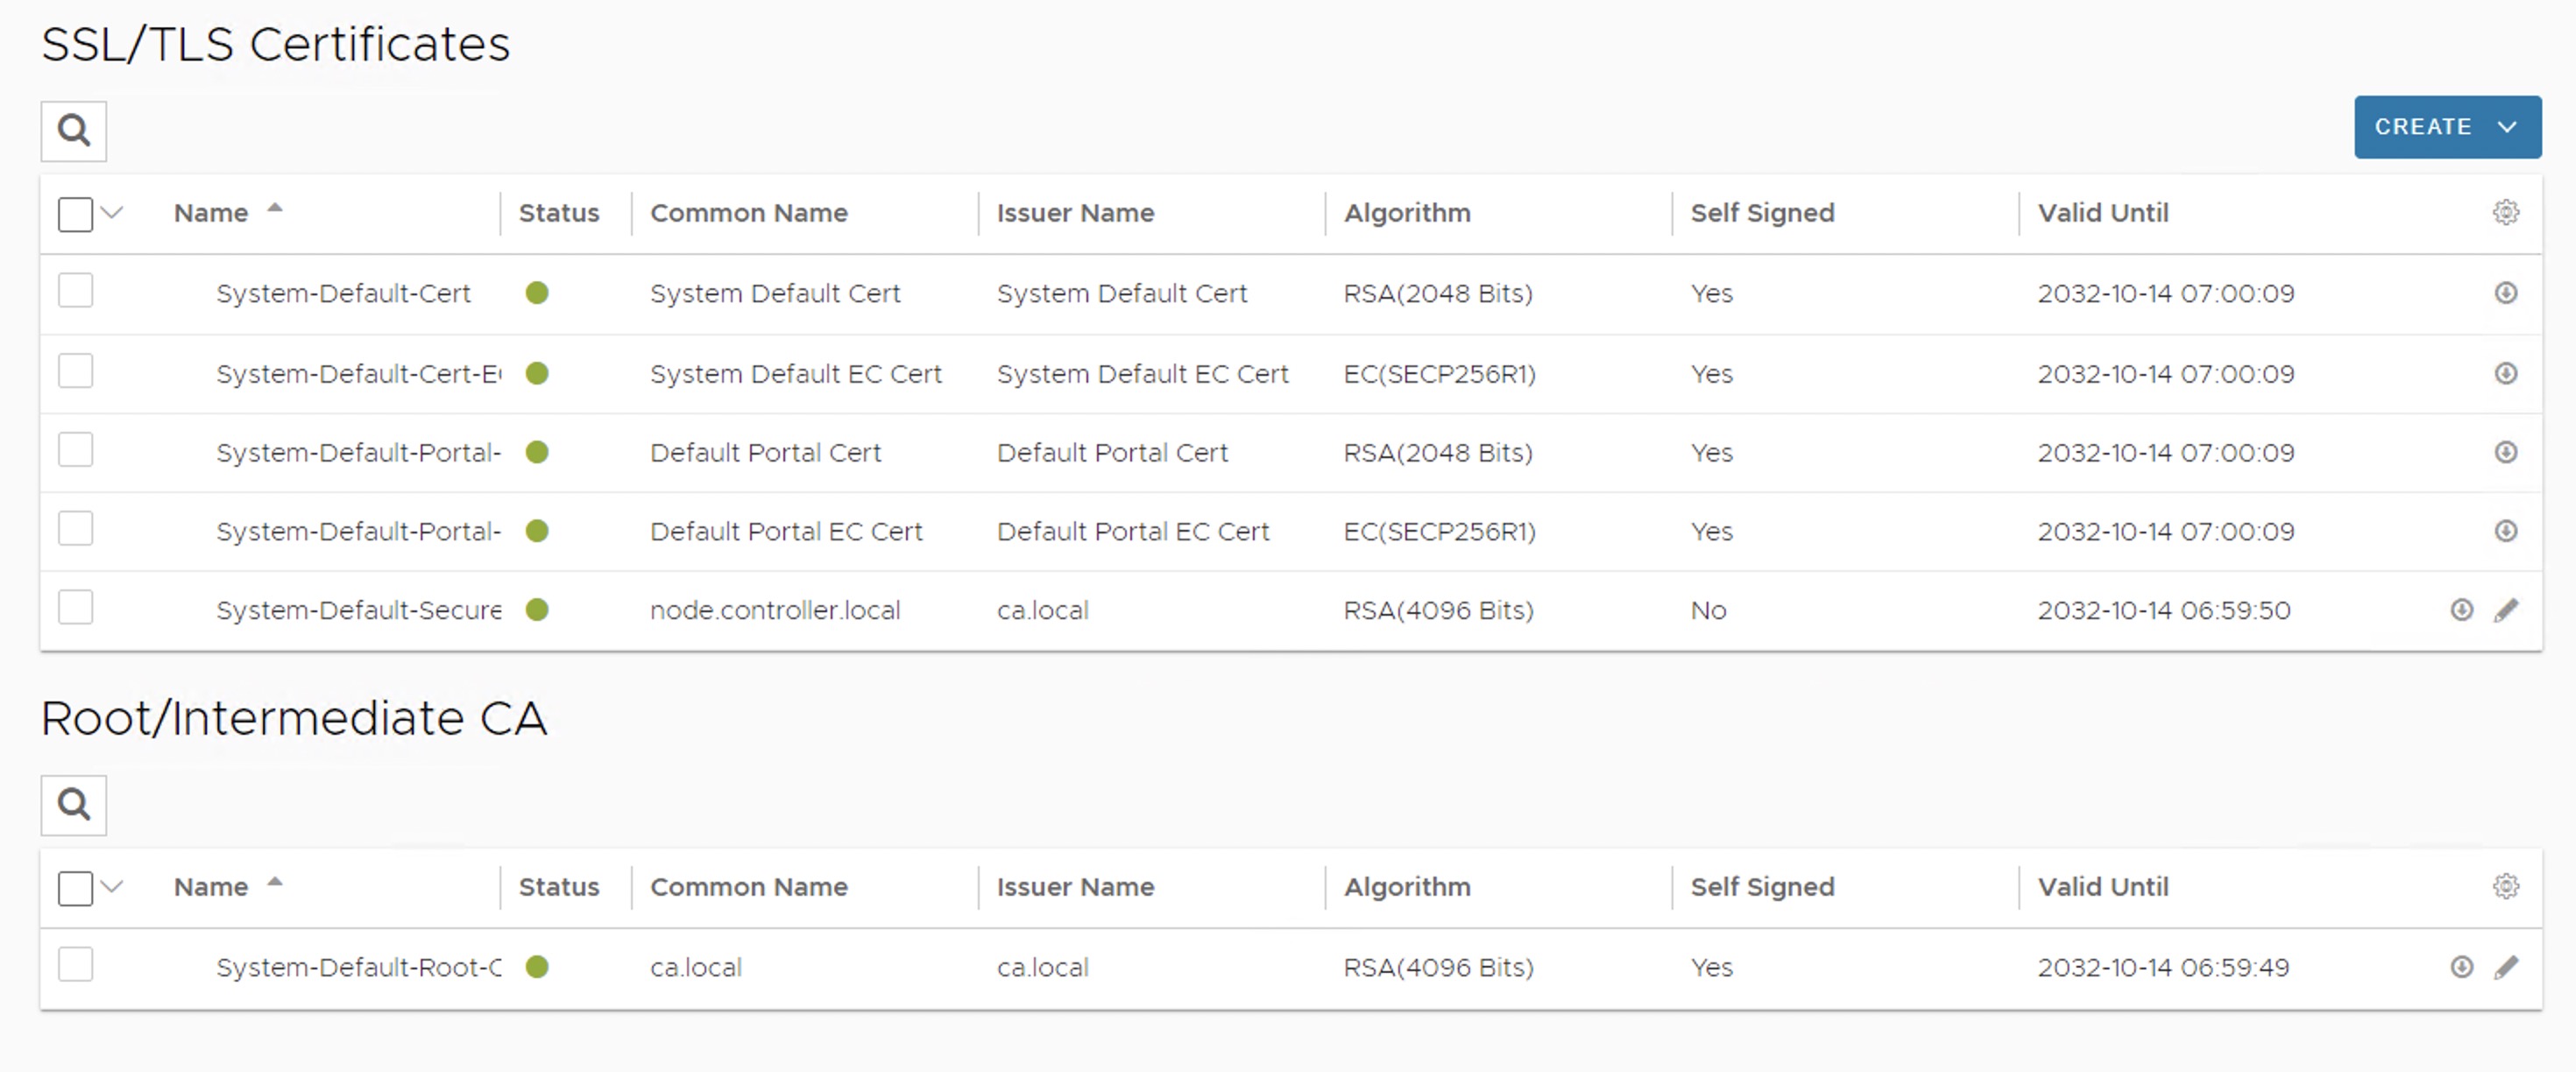 SSL/TLS Certificates
CREATE
Name Status Common Name Issuer Name Algorithm Self Signed Valid Until
System-Default-Cert System Default Cert System Default Cert RSA(2048 Bits) Yes 2032-10-14 07:00:09
System-Default-Cert-E System Default EC Cert System Default EC Cert EC(SECP256R1) Yes 2032-10-14 07:00:09
System-Default-Portal- Default Portal Cert Default Portal Cert RSA(2048 Bits) Yes 2032-10-14 07:00:09
System-Default-Portal- Default Portal EC Cert Default Portal EC Cert EC(SECP256R1) Yes 2032-10-14 07:00:09
System-Default-Secure node.controller.local ca.local RSA(4096 Bits) No 2032-10-14 06:59:50
Root/Intermediate CA
Name Status Common Name Issuer Name Algorithm Self Signed Valid Until
System-Default-Root-C ca.local ca.local RSA(4096 Bits) Yes 2032-10-14 06:59:49